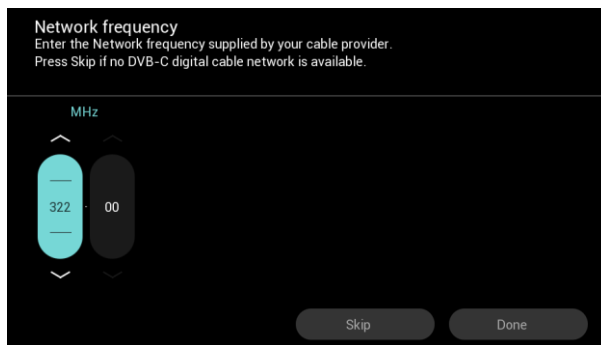 Network frequency
Enter the Network frequency supplied by your cable provider.
Press Skip if no DVB-C digital cable network is available.
MHz
322 . 00
Skip Done